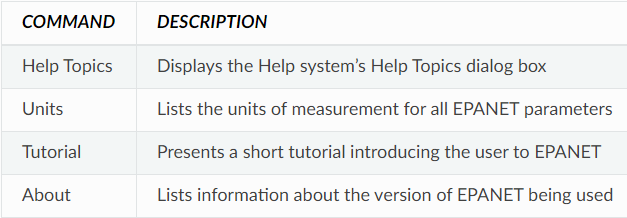 COMMAND DESCRIPTION
Help Topics Displays the Help system’s Help Topics dialog box
Units Lists the units of measurement for all EPANET parameters
Tutorial Presents a short tutorial introducing the user to EPANET
About Lists information about the version of EPANET being used